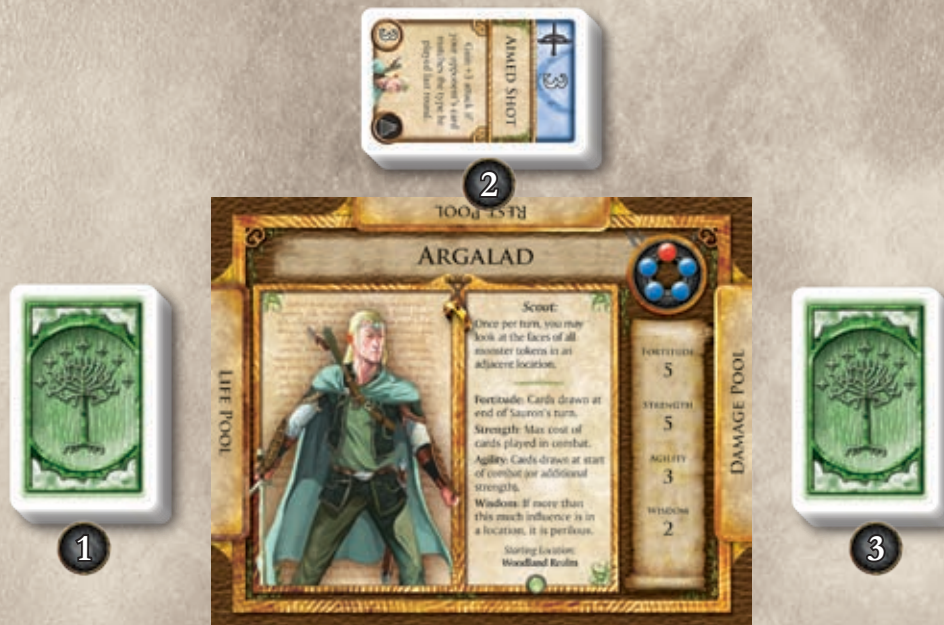 3
AIMED SHOT
Gain +3 attack if
your opponent's card
matches the type he
played last round.
3
2
REST POOL
ARGALAD
LIFE POOL
Scout:
Once per turn, you may
look at the faces of all
monster tokens in an
adjacent location.
Fortitude: Cards drawn at
end of Sauron's turn.
Strength: Max cost of
cards played in combat.
Agility: Cards drawn at start
of combat (or additional
strength).
Wisdom: If more than
this much influence is in
a location, it is perilous.
Starting Location:
Woodland Realm
FORTITUDE
5
STRENGTH
5
AGILITY
3
WISDOM
2
DAMAGE POOL
1
3